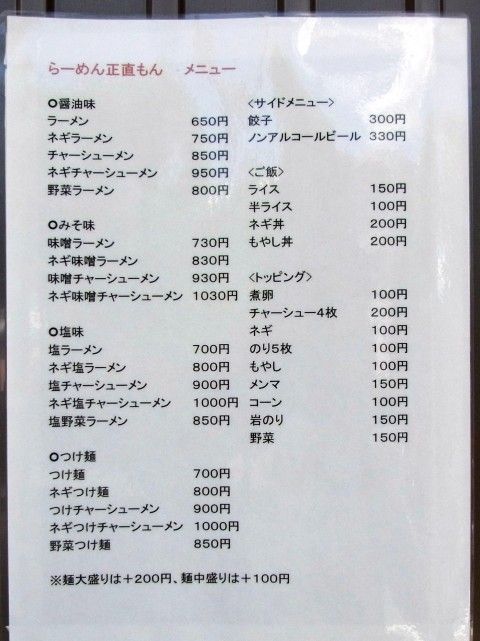 らーめん正直もん　メニュー
○醤油味
ラーメン 650円
ネギラーメン 750円
チャーシューメン 850円
ネギチャーシューメン 950円
野菜ラーメン 800円
○みそ味
味噌ラーメン 730円
ネギ味噌ラーメン 830円
味噌チャーシューメン 930円
ネギ味噌チャーシューメン 1030円
○塩味
塩ラーメン 700円
ネギ塩ラーメン 800円
塩チャーシューメン 900円
ネギ塩チャーシューメン 1000円
塩野菜ラーメン 850円
○つけ麺
つけ麺 700円
ネギつけ麺 800円
つけチャーシューメン 900円
ネギつけチャーシューメン 1000円
野菜つけ麺 850円
<サイドメニュー>
餃子 300円
ノンアルコールビール 330円
<ご飯>
ライス 150円
半ライス 100円
ネギ丼 200円
もやし丼 200円
<トッピング>
煮卵 100円
チャーシュー4枚 200円
ネギ 100円
のり5枚 100円
もやし 100円
メンマ 150円
コーン 100円
岩のり 150円
野菜 150円
※麺大盛りは＋200円、麺中盛りは＋100円